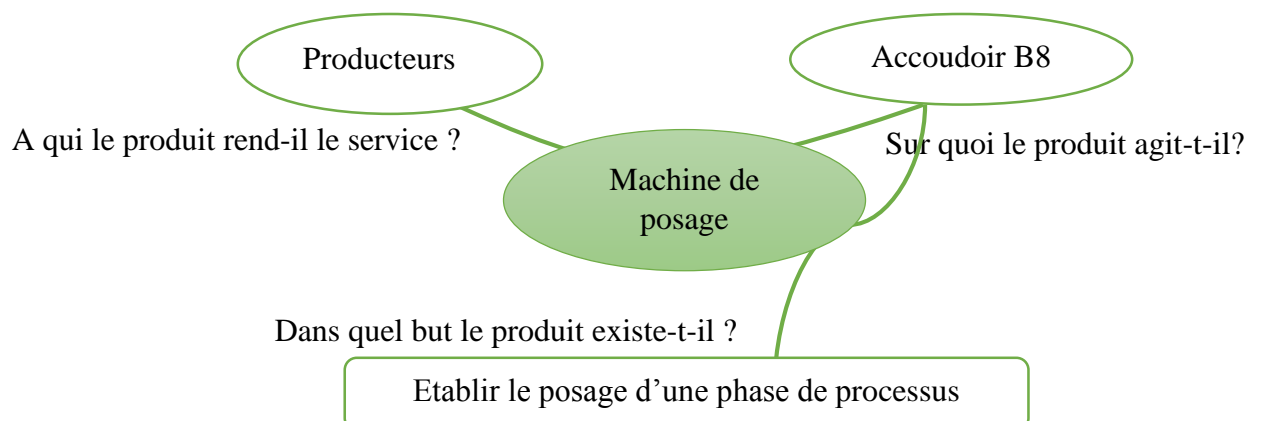 Producteurs
Accoudoir B8
A qui le produit rend-il le service ?
Sur quoi le produit agit-t-il?
Machine de
posage
Dans quel but le produit existe-t-il ?
Etablir le posage d’une phase de processus